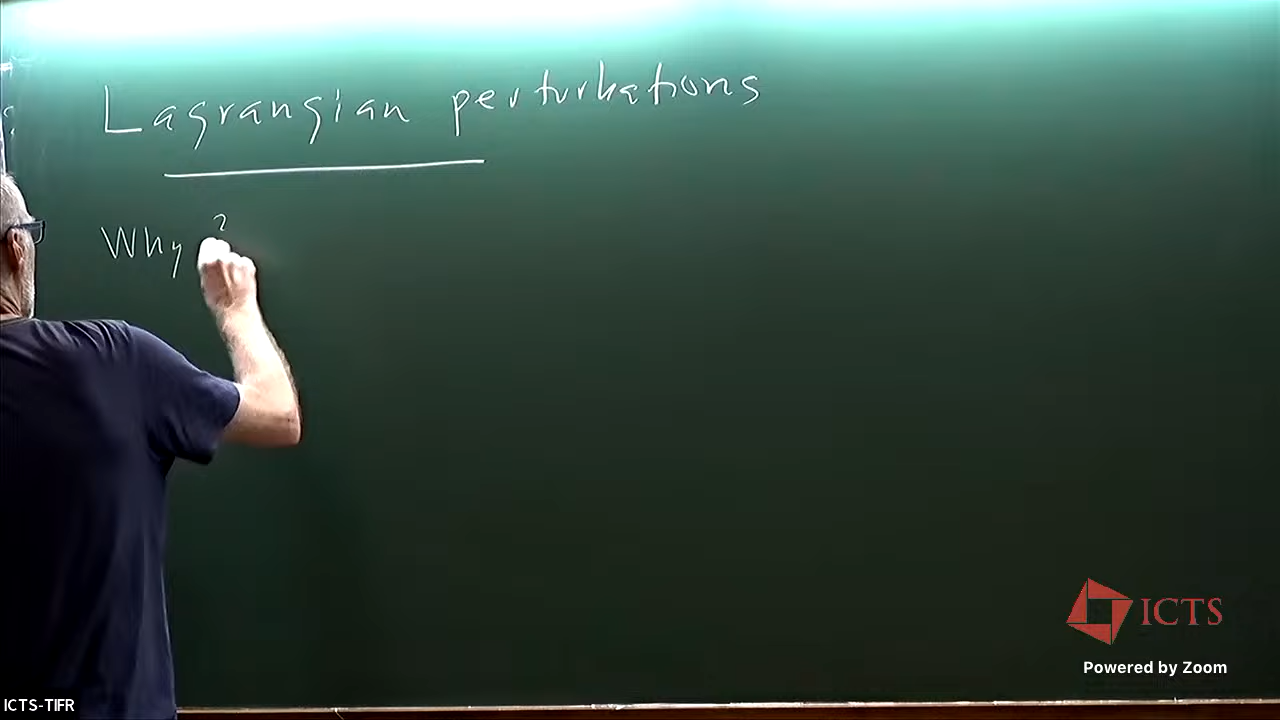 Lagrangian perturbations
Why ?
ICTS
Powered by Zoom
ICTS-TIFR